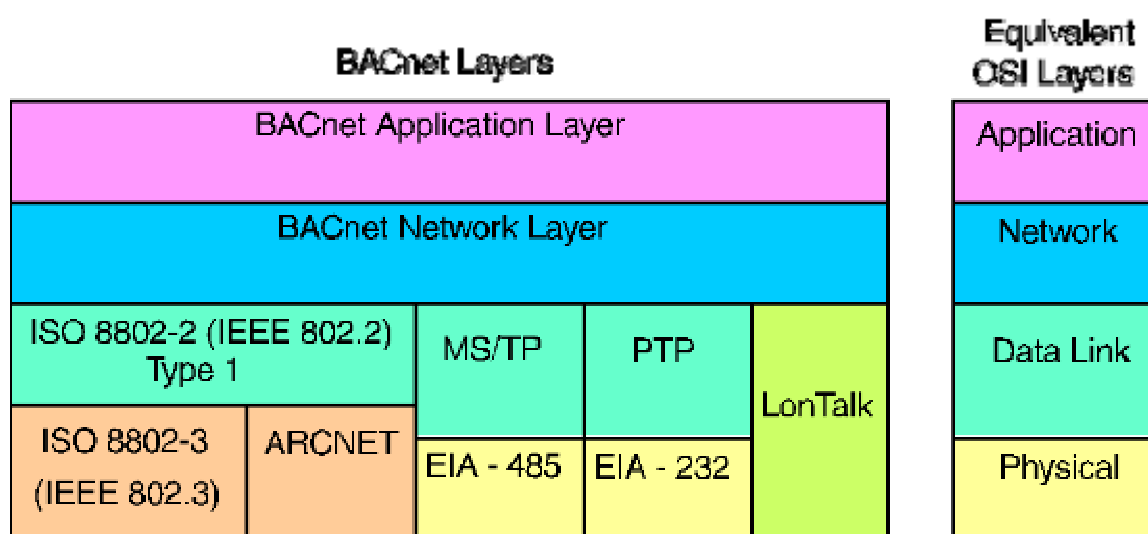 BACnet Layers
Equivalent
OSI Layers
BACnet Application Layer
Application
BACnet Network Layer
Network
ISO 8802-2 (IEEE 802.2)
Type 1
MS/TP
PTP
LonTalk
Data Link
ISO 8802-3
(IEEE 802.3)
ARCNET
EIA - 485
EIA - 232
Physical